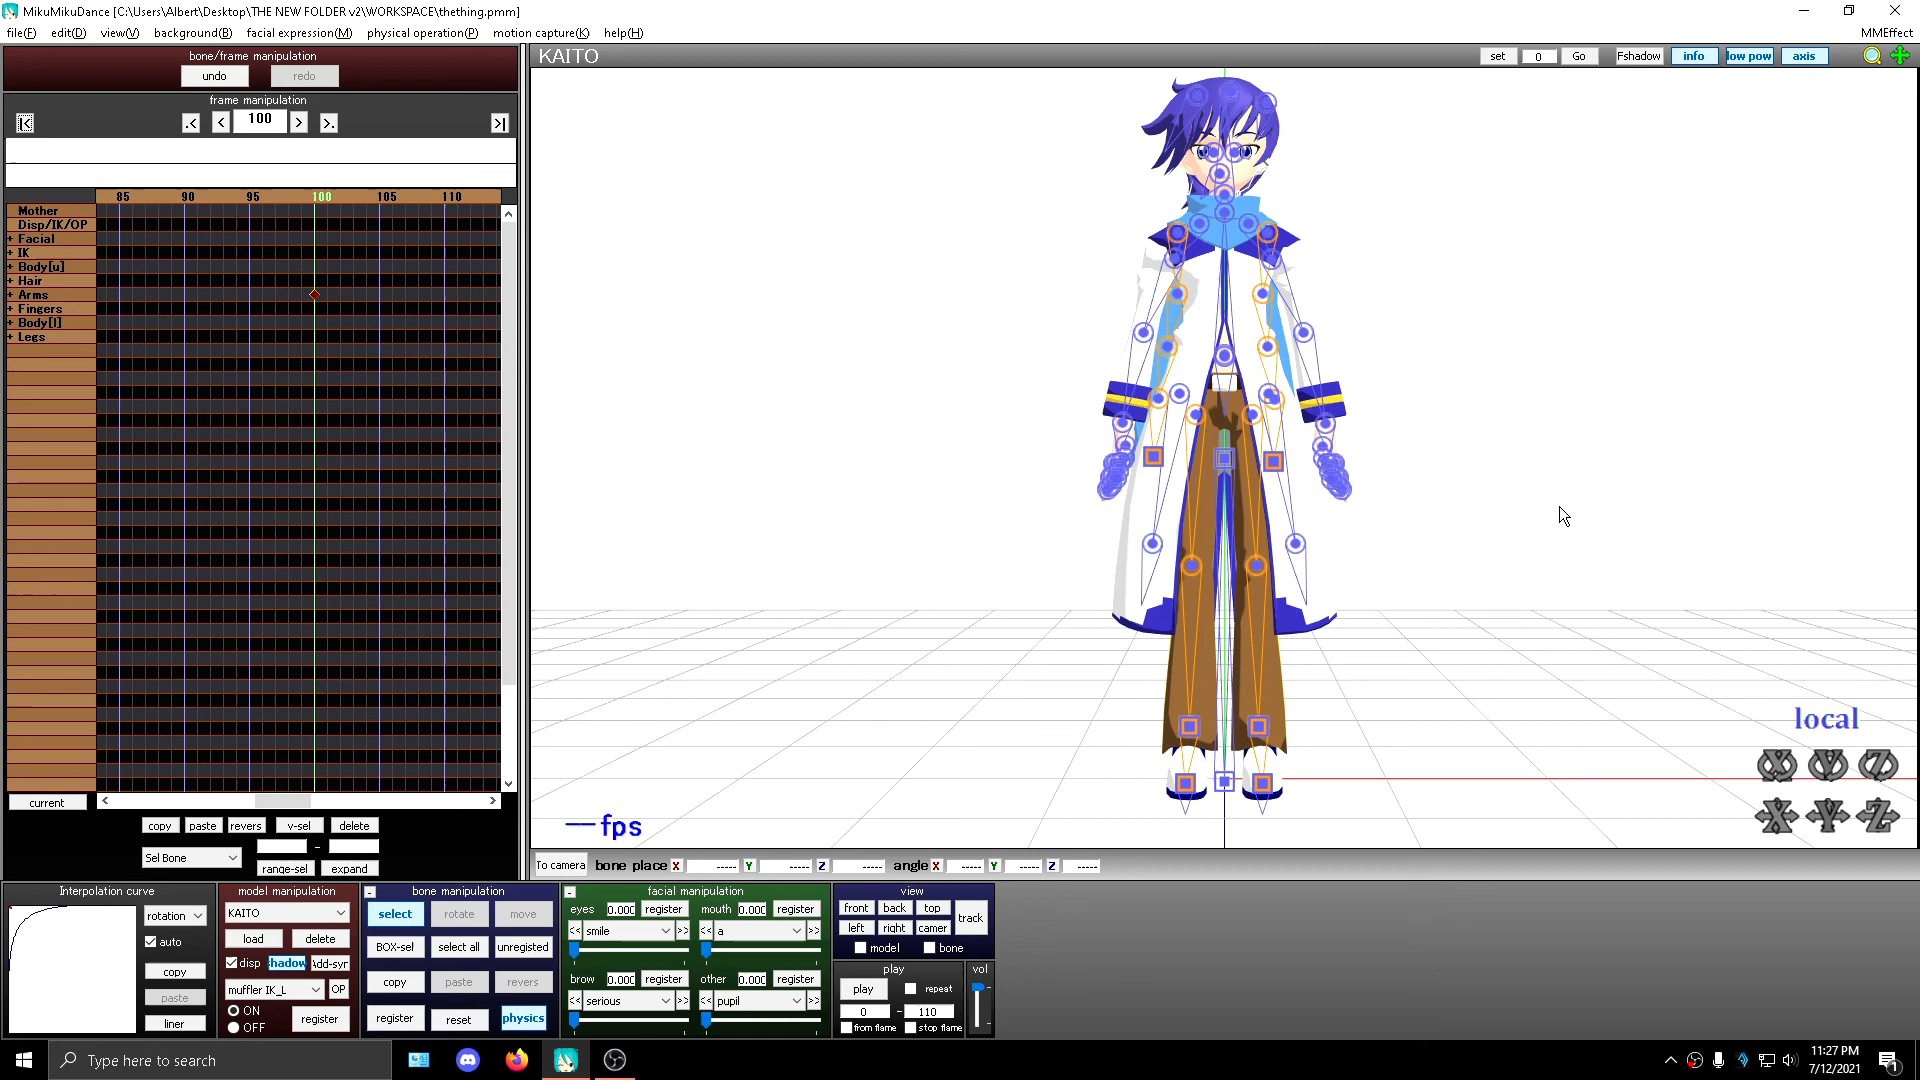 MikuMikuDance [C:\Users\Albert\Desktop\THE NEW FOLDER v2\WORKSPACE\thething.pmm]
file(F) edit(D) view(V) background(B) facial expression(M) physical operation(P) motion capture(K) help(H) MMEffect
bone/frame manipulation
undo redo
frame manipulation
.< < 100 > >.
85 90 95 100 105 110
Mother
Disp/IK/OP
+ Facial
+ IK
+ Body[u]
+ Hair
+ Arms
+ Fingers
+ Body[l]
+ Legs
current
copy paste revers v-sel delete
Sel Bone -
range-sel expand
KAITO
set 0 Go Fshadow info low pow axis
local
X Y Z
X Y Z
--fps
To camera bone place X ----- Y ----- Z ----- angle X ----- Y ----- Z -----
Interpolation curve
rotation
auto
copy
paste
liner
model manipulation
KAITO
load delete
disp shadow Add-syn
muffler IK_L OP
ON
OFF
register
- bone manipulation
select rotate move
BOX-sel select all unregisted
copy paste revers
register reset physics
- facial manipulation
eyes 0.000 register mouth 0.000 register
<< smile >> << a >>
brow 0.000 register other 0.000 register
<< serious >> << pupil >>
view
front back top
left right camer
track
model bone
play
play repeat
0 - 110
from flame stop flame
vol
Type here to search
11:27 PM
7/12/2021
1